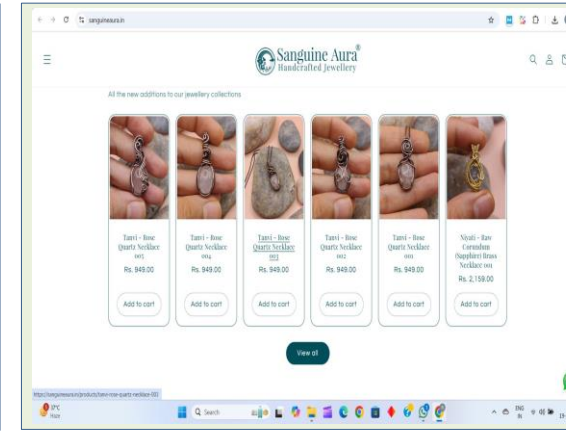 sanguineaura.in
Sanguine Aura®
Handcrafted Jewellery
All the new additions to our jewellery collections
Tanvi - Rose
Quartz Necklace
005
Rs. 949.00
Add to cart
Tanvi - Rose
Quartz Necklace
004
Rs. 949.00
Add to cart
Tanvi - Rose
Quartz Necklace
003
Rs. 949.00
Add to cart
Tanvi - Rose
Quartz Necklace
002
Rs. 949.00
Add to cart
Tanvi - Rose
Quartz Necklace
001
Rs. 949.00
Add to cart
Niyati - Raw
Corundum
(Sapphire) Brass
Necklace 001
Rs. 2,159.00
Add to cart
View all
https://sanguineaura.in/products/tanvi-rose-quartz-necklace-003
Haze
Search
ENG
IN